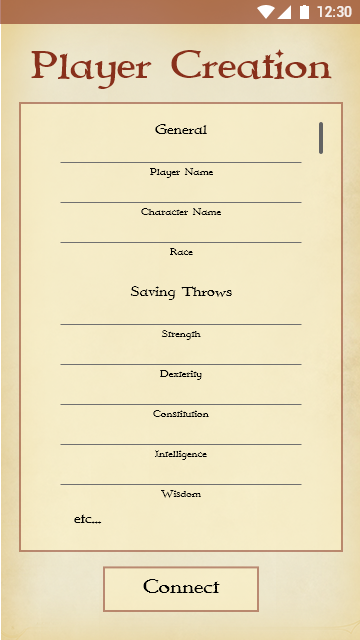 12:30
Player Creation
General
Player Name
Character Name
Race
Saving Throws
Strength
Dexterity
Constitution
Intelligence
Wisdom
etc...
Connect